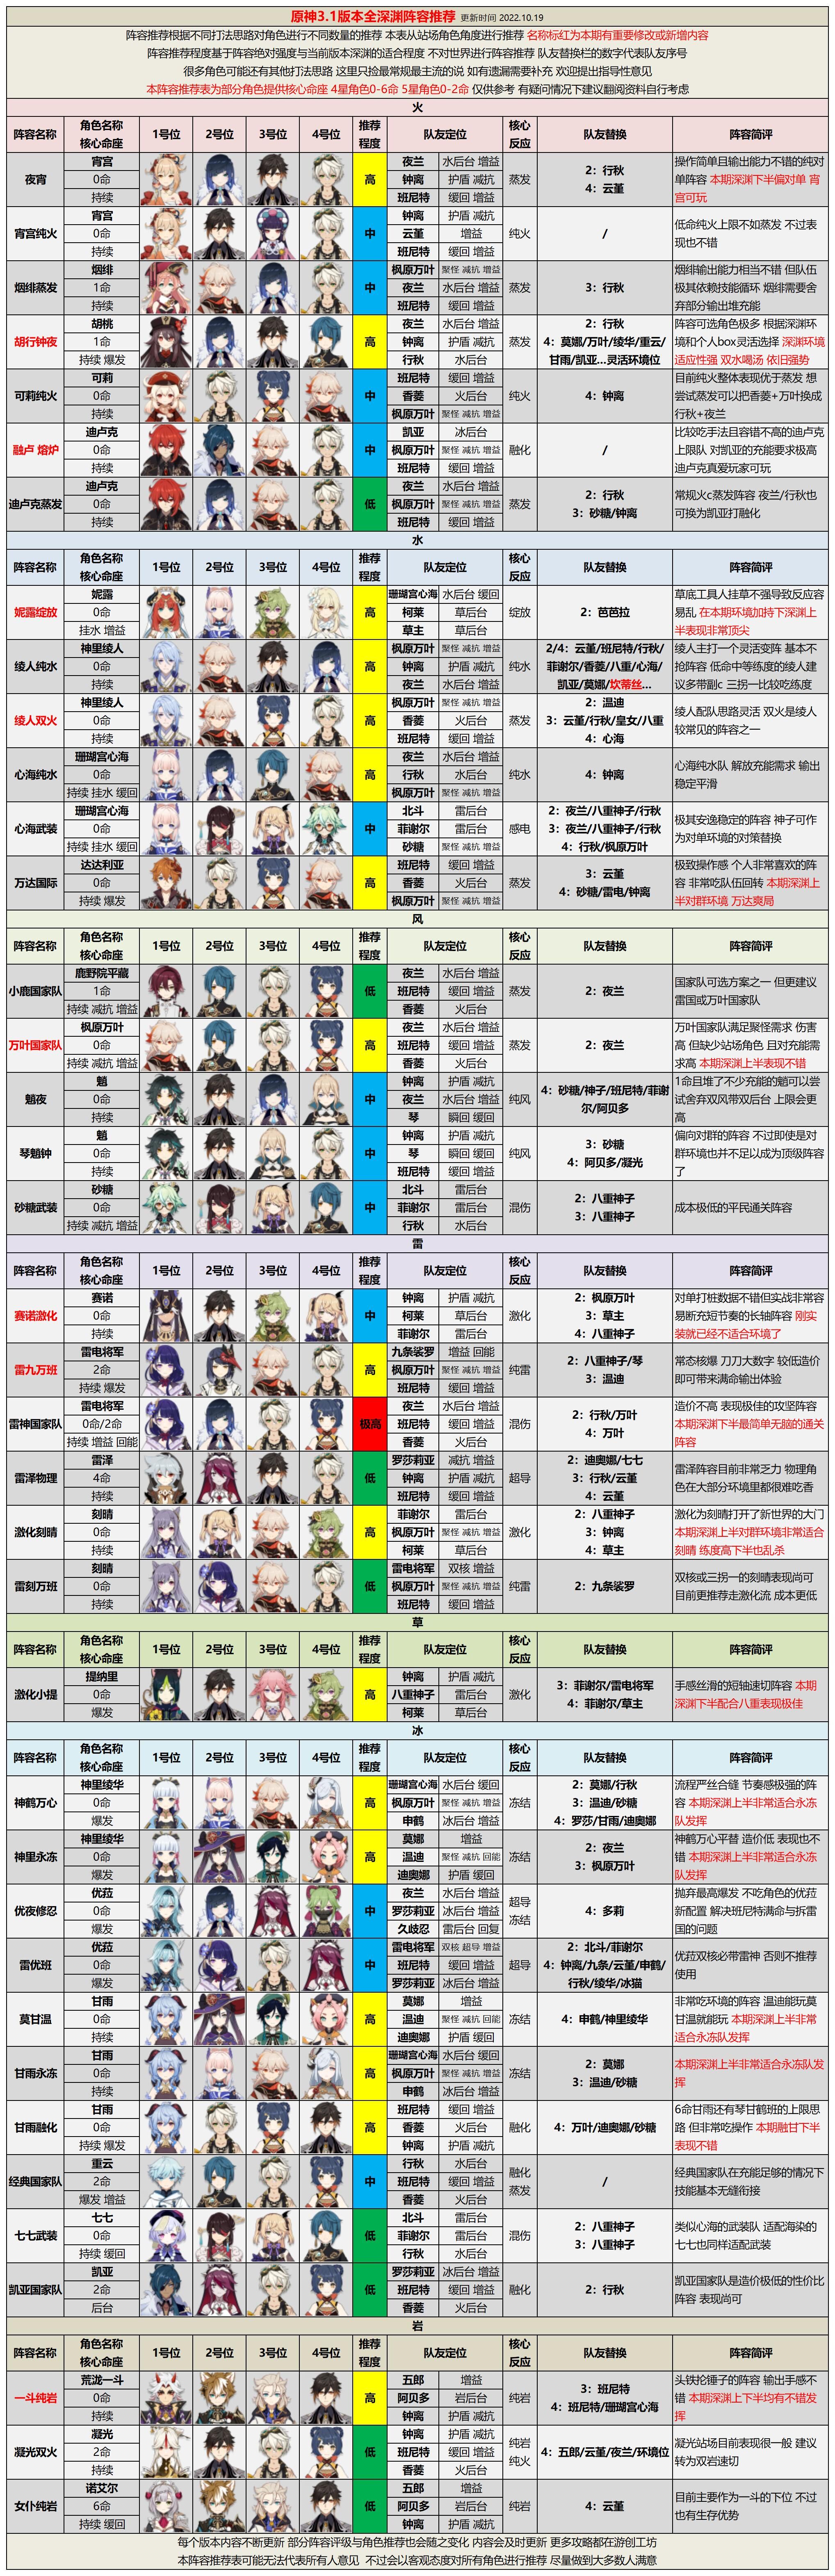 原神3.1版本全深渊阵容推荐 更新时间 2022.10.19
阵容推荐根据不同打法思路对角色进行不同数量的推荐 本表从站场角色角度进行推荐 名称标红为本期有重要修改或新增内容
阵容推荐程度基于阵容绝对强度与当前版本深渊的适合程度 不对世界进行阵容推荐 队友替换栏的数字代表队友序号
很多角色可能还有其他打法思路 这里只捡最常规最主流的说 如有遗漏需要补充 欢迎提出指导性意见
本阵容推荐表为部分角色提供核心命座 4星角色0-6命 5星角色0-2命 仅供参考 有疑问情况下建议翻阅资料自行考虑
火
阵容名称 角色名称 核心命座 1号位 2号位 3号位 4号位 推荐程度 队友定位 核心反应 队友替换 阵容简评
夜宵 宵宫 0命 持续 高 夜兰 水后台 增益 钟离 护盾 减抗 班尼特 缓回 增益 蒸发 2：行秋 4：云堇 操作简单且输出能力不错的纯对单阵容 本期深渊下半偏对单 宵宫可玩
宵宫纯火 宵宫 0命 持续 中 钟离 护盾 减抗 云堇 增益 班尼特 缓回 增益 纯火 / 低命纯火上限不如蒸发 不过表现也不错
烟绯蒸发 烟绯 1命 持续 中 枫原万叶 聚怪 减抗 增益 夜兰 水后台 增益 班尼特 缓回 增益 蒸发 3：行秋 烟绯输出能力相当不错 但队伍极其依赖技能循环 烟绯需要舍弃部分输出堆充能
胡行钟夜 胡桃 1命 持续 爆发 高 夜兰 水后台 增益 钟离 护盾 减抗 行秋 水后台 蒸发 2：行秋 4：莫娜/万叶/绫华/重云/甘雨/凯亚...灵活环境位 阵容可选角色极多 根据深渊环境和个人box灵活选择 深渊环境适应性强 双水喝汤 依旧强势
可莉纯火 可莉 0命 持续 中 班尼特 缓回 增益 香菱 火后台 枫原万叶 聚怪 减抗 增益 纯火 4：钟离 目前纯火整体表现优于蒸发 想尝试蒸发可以把香菱+万叶换成行秋+夜兰
融卢 熔炉 迪卢克 0命 持续 中 凯亚 冰后台 枫原万叶 聚怪 减抗 增益 班尼特 缓回 增益 融化 / 比较吃手法且容错不高的迪卢克上限队 对凯亚的充能要求极高 迪卢克真爱玩家可玩
迪卢克蒸发 迪卢克 0命 持续 低 夜兰 水后台 增益 枫原万叶 聚怪 减抗 增益 班尼特 缓回 增益 蒸发 2：行秋 3：砂糖/钟离 常规火c蒸发阵容 夜兰/行秋也可换为凯亚打融化
水
阵容名称 角色名称 核心命座 1号位 2号位 3号位 4号位 推荐程度 队友定位 核心反应 队友替换 阵容简评
妮露绽放 妮露 0命 挂水 增益 高 珊瑚宫心海 水后台 缓回 柯莱 草后台 草主 草后台 绽放 2：芭芭拉 草底工具人挂草不强导致反应容易乱 在本期环境加持下深渊上半表现非常顶尖
绫人纯水 神里绫人 0命 持续 高 枫原万叶 聚怪 减抗 增益 钟离 护盾 减抗 夜兰 水后台 增益 纯水 2/4：云堇/班尼特/行秋/菲谢尔/香菱/八重/心海/凯亚/莫娜/坎蒂丝... 绫人主打一个灵活变阵 基本不抢阵容 低命中等练度的绫人建议多带副c 三拐一比较吃练度
绫人双火 神里绫人 0命 持续 高 枫原万叶 聚怪 减抗 增益 香菱 火后台 班尼特 缓回 增益 蒸发 2：温迪 3：云堇/行秋/皇女/八重 4：心海 绫人配队思路灵活 双火是绫人较常见的阵容之一
心海纯水 珊瑚宫心海 0命 持续 挂水 缓回 高 夜兰 水后台 增益 行秋 水后台 枫原万叶 聚怪 减抗 增益 纯水 4：钟离 心海纯水队 解放充能需求 输出稳定平滑
心海武装 珊瑚宫心海 0命 持续 挂水 缓回 中 北斗 雷后台 菲谢尔 雷后台 砂糖 聚怪 减抗 增益 感电 2：夜兰/八重神子/行秋 3：夜兰/八重神子/行秋 4：行秋/枫原万叶 极其安逸稳定的阵容 神子可作为对单环境的对策替换
万达国际 达达利亚 0命 持续 爆发 高 班尼特 缓回 增益 香菱 火后台 枫原万叶 聚怪 减抗 增益 蒸发 3：云堇 4：砂糖/雷电/钟离 极致操作感 个人非常喜欢的阵容 非常吃队伍回转 本期深渊上半对群环境 万达爽局
风
阵容名称 角色名称 核心命座 1号位 2号位 3号位 4号位 推荐程度 队友定位 核心反应 队友替换 阵容简评
小鹿国家队 鹿野院平藏 1命 持续 减抗 增益 低 夜兰 水后台 增益 班尼特 缓回 增益 香菱 火后台 蒸发 2：夜兰 国家队可选方案之一 但更建议雷国或万叶国家队
万叶国家队 枫原万叶 0命 持续 减抗 增益 高 夜兰 水后台 增益 班尼特 缓回 增益 香菱 火后台 蒸发 2：夜兰 万叶国家队满足聚怪需求 伤害高 但缺少站场角色 且对充能需求高 本期深渊上半表现不错
魈夜 魈 0命 持续 中 钟离 护盾 减抗 夜兰 水后台 增益 琴 瞬回 缓回 纯风 4：砂糖/神子/班尼特/菲谢尔/阿贝多 1命且堆了不少充能的魈可以尝试舍弃双风带双后台 上限会更高
琴魈钟 魈 0命 持续 中 钟离 护盾 减抗 琴 瞬回 缓回 班尼特 缓回 增益 纯风 3：砂糖 4：阿贝多/凝光 偏向对群的阵容 不过即使是对群环境也并不足以成为顶级阵容了
砂糖武装 砂糖 0命 持续 减抗 增益 中 北斗 雷后台 菲谢尔 雷后台 行秋 水后台 混伤 2：八重神子 3：八重神子 成本极低的平民通关阵容
雷
阵容名称 角色名称 核心命座 1号位 2号位 3号位 4号位 推荐程度 队友定位 核心反应 队友替换 阵容简评
赛诺激化 赛诺 0命 持续 中 钟离 护盾 减抗 柯莱 草后台 菲谢尔 雷后台 激化 2：枫原万叶 3：草主 4：八重神子 对单打桩数据不错但实战非常容易断充短节奏的长轴阵容 刚实装就已经不适合环境了
雷九万班 雷电将军 2命 持续 爆发 高 九条裟罗 增益 回能 枫原万叶 聚怪 减抗 增益 班尼特 缓回 增益 纯雷 2：八重神子/琴 3：温迪 常态核爆 刀刀大数字 较低造价即可带来满命输出体验
雷神国家队 雷电将军 0命/2命 持续 增益 回能 极高 夜兰 水后台 增益 班尼特 缓回 增益 香菱 火后台 混伤 2：行秋/万叶 4：万叶 造价不高 表现极佳的攻坚阵容 本期深渊下半最简单无脑的通关阵容
雷泽物理 雷泽 4命 持续 低 罗莎莉亚 减抗 增益 钟离 护盾 减抗 班尼特 缓回 增益 超导 2：迪奥娜/七七 3：行秋/云堇 4：云堇 雷泽阵容目前非常乏力 物理角色在大部分环境里都很难吃香
激化刻晴 刻晴 0命 持续 高 菲谢尔 雷后台 枫原万叶 聚怪 减抗 增益 柯莱 草后台 激化 2：八重神子 3：钟离 4：草主 激化为刻晴打开了新世界的大门 本期深渊上半对群环境非常适合刻晴 练度高下半也乱杀
雷刻万班 刻晴 0命 持续 低 雷电将军 双核 增益 枫原万叶 聚怪 减抗 增益 班尼特 缓回 增益 纯雷 2：九条裟罗 双核或三拐一的刻晴表现尚可 目前更推荐走激化流 成本更低
草
阵容名称 角色名称 核心命座 1号位 2号位 3号位 4号位 推荐程度 队友定位 核心反应 队友替换 阵容简评
激化小提 提纳里 0命 爆发 高 钟离 护盾 减抗 八重神子 雷后台 柯莱 草后台 激化 3：菲谢尔/雷电将军 4：菲谢尔/草主 手感丝滑的短轴速切阵容 本期深渊下半配合八重表现极佳
冰
阵容名称 角色名称 核心命座 1号位 2号位 3号位 4号位 推荐程度 队友定位 核心反应 队友替换 阵容简评
神鹤万心 神里绫华 0命 爆发 高 珊瑚宫心海 水后台 缓回 枫原万叶 聚怪 减抗 增益 申鹤 冰后台 增益 冻结 2：莫娜/行秋 3：温迪/砂糖 4：罗莎/甘雨/迪奥娜 流程严丝合缝 节奏感极强的阵容 本期深渊上半非常适合永冻队发挥
神里永冻 神里绫华 0命 爆发 高 莫娜 增益 温迪 聚怪 减抗 回能 迪奥娜 护盾 缓回 冻结 2：夜兰 3：枫原万叶 神鹤万心平替 造价低 表现也不错 本期深渊上半非常适合永冻队发挥
优夜修忍 优菈 0命 爆发 中 夜兰 水后台 增益 罗莎莉亚 冰后台 增益 久歧忍 雷后台 回复 超导 冻结 4：多莉 抛弃最高爆发 不吃角色的优菈新配置 解决班尼特满命与拆雷国的问题
雷优班 优菈 0命 爆发 中 雷电将军 双核 超导 增益 班尼特 缓回 增益 罗莎莉亚 冰后台 增益 超导 2：北斗/菲谢尔 4：钟离/九条/云堇/申鹤/行秋/绫华/冰猫 优菈双核必带雷神 否则不推荐使用
莫甘温 甘雨 0命 持续 高 莫娜 增益 温迪 聚怪 减抗 回能 迪奥娜 护盾 缓回 冻结 4：申鹤/神里绫华 非常吃环境的阵容 温迪能玩莫甘温就能玩 本期深渊上半非常适合永冻队发挥
甘雨永冻 甘雨 0命 持续 高 珊瑚宫心海 水后台 缓回 枫原万叶 聚怪 减抗 增益 申鹤 冰后台 增益 冻结 2：莫娜 3：温迪/砂糖 本期深渊上半非常适合永冻队发挥
甘雨融化 甘雨 0命 持续 爆发 高 班尼特 缓回 增益 香菱 火后台 钟离 护盾 减抗 融化 4：万叶/迪奥娜/砂糖 6命甘雨还有琴甘鹤班的上限思路 但非常吃操作 本期融甘下半表现不错
经典国家队 重云 2命 爆发 增益 中 行秋 水后台 班尼特 缓回 增益 香菱 火后台 融化 蒸发 / 经典国家队在充能足够的情况下技能基本无缝衔接
七七武装 七七 0命 持续 缓回 低 北斗 雷后台 菲谢尔 雷后台 行秋 水后台 混伤 2：八重神子 3：八重神子 类似心海的武装队 适配海染的七七也同样适配武装
凯亚国家队 凯亚 2命 后台 低 罗莎莉亚 冰后台 增益 班尼特 缓回 增益 香菱 火后台 融化 2：行秋 凯亚国家队是造价极低的性价比阵容 表现尚可
岩
阵容名称 角色名称 核心命座 1号位 2号位 3号位 4号位 推荐程度 队友定位 核心反应 队友替换 阵容简评
一斗纯岩 荒泷一斗 0命 持续 高 五郎 增益 阿贝多 岩后台 钟离 护盾 减抗 纯岩 3：班尼特 4：班尼特/珊瑚宫心海 头铁抡锤子的阵容 输出手感不错 本期深渊上下半均有不错发挥
凝光双火 凝光 2命 持续 低 钟离 护盾 减抗 班尼特 缓回 增益 香菱 火后台 纯岩 纯火 4：五郎/云堇/夜兰/环境位 凝光站场目前表现很一般 建议转为双岩速切
女仆纯岩 诺艾尔 6命 持续 缓回 低 五郎 增益 阿贝多 岩后台 钟离 护盾 减抗 纯岩 4：云堇 目前主要作为一斗的下位 不过也有生存优势
每个版本内容不断更新 部分阵容评级与角色推荐也会随之变化 内容会及时更新 更多攻略都在游创工坊
本阵容推荐表可能无法代表所有人意见 不过会以客观态度对所有角色进行推荐 尽量做到大多数人满意